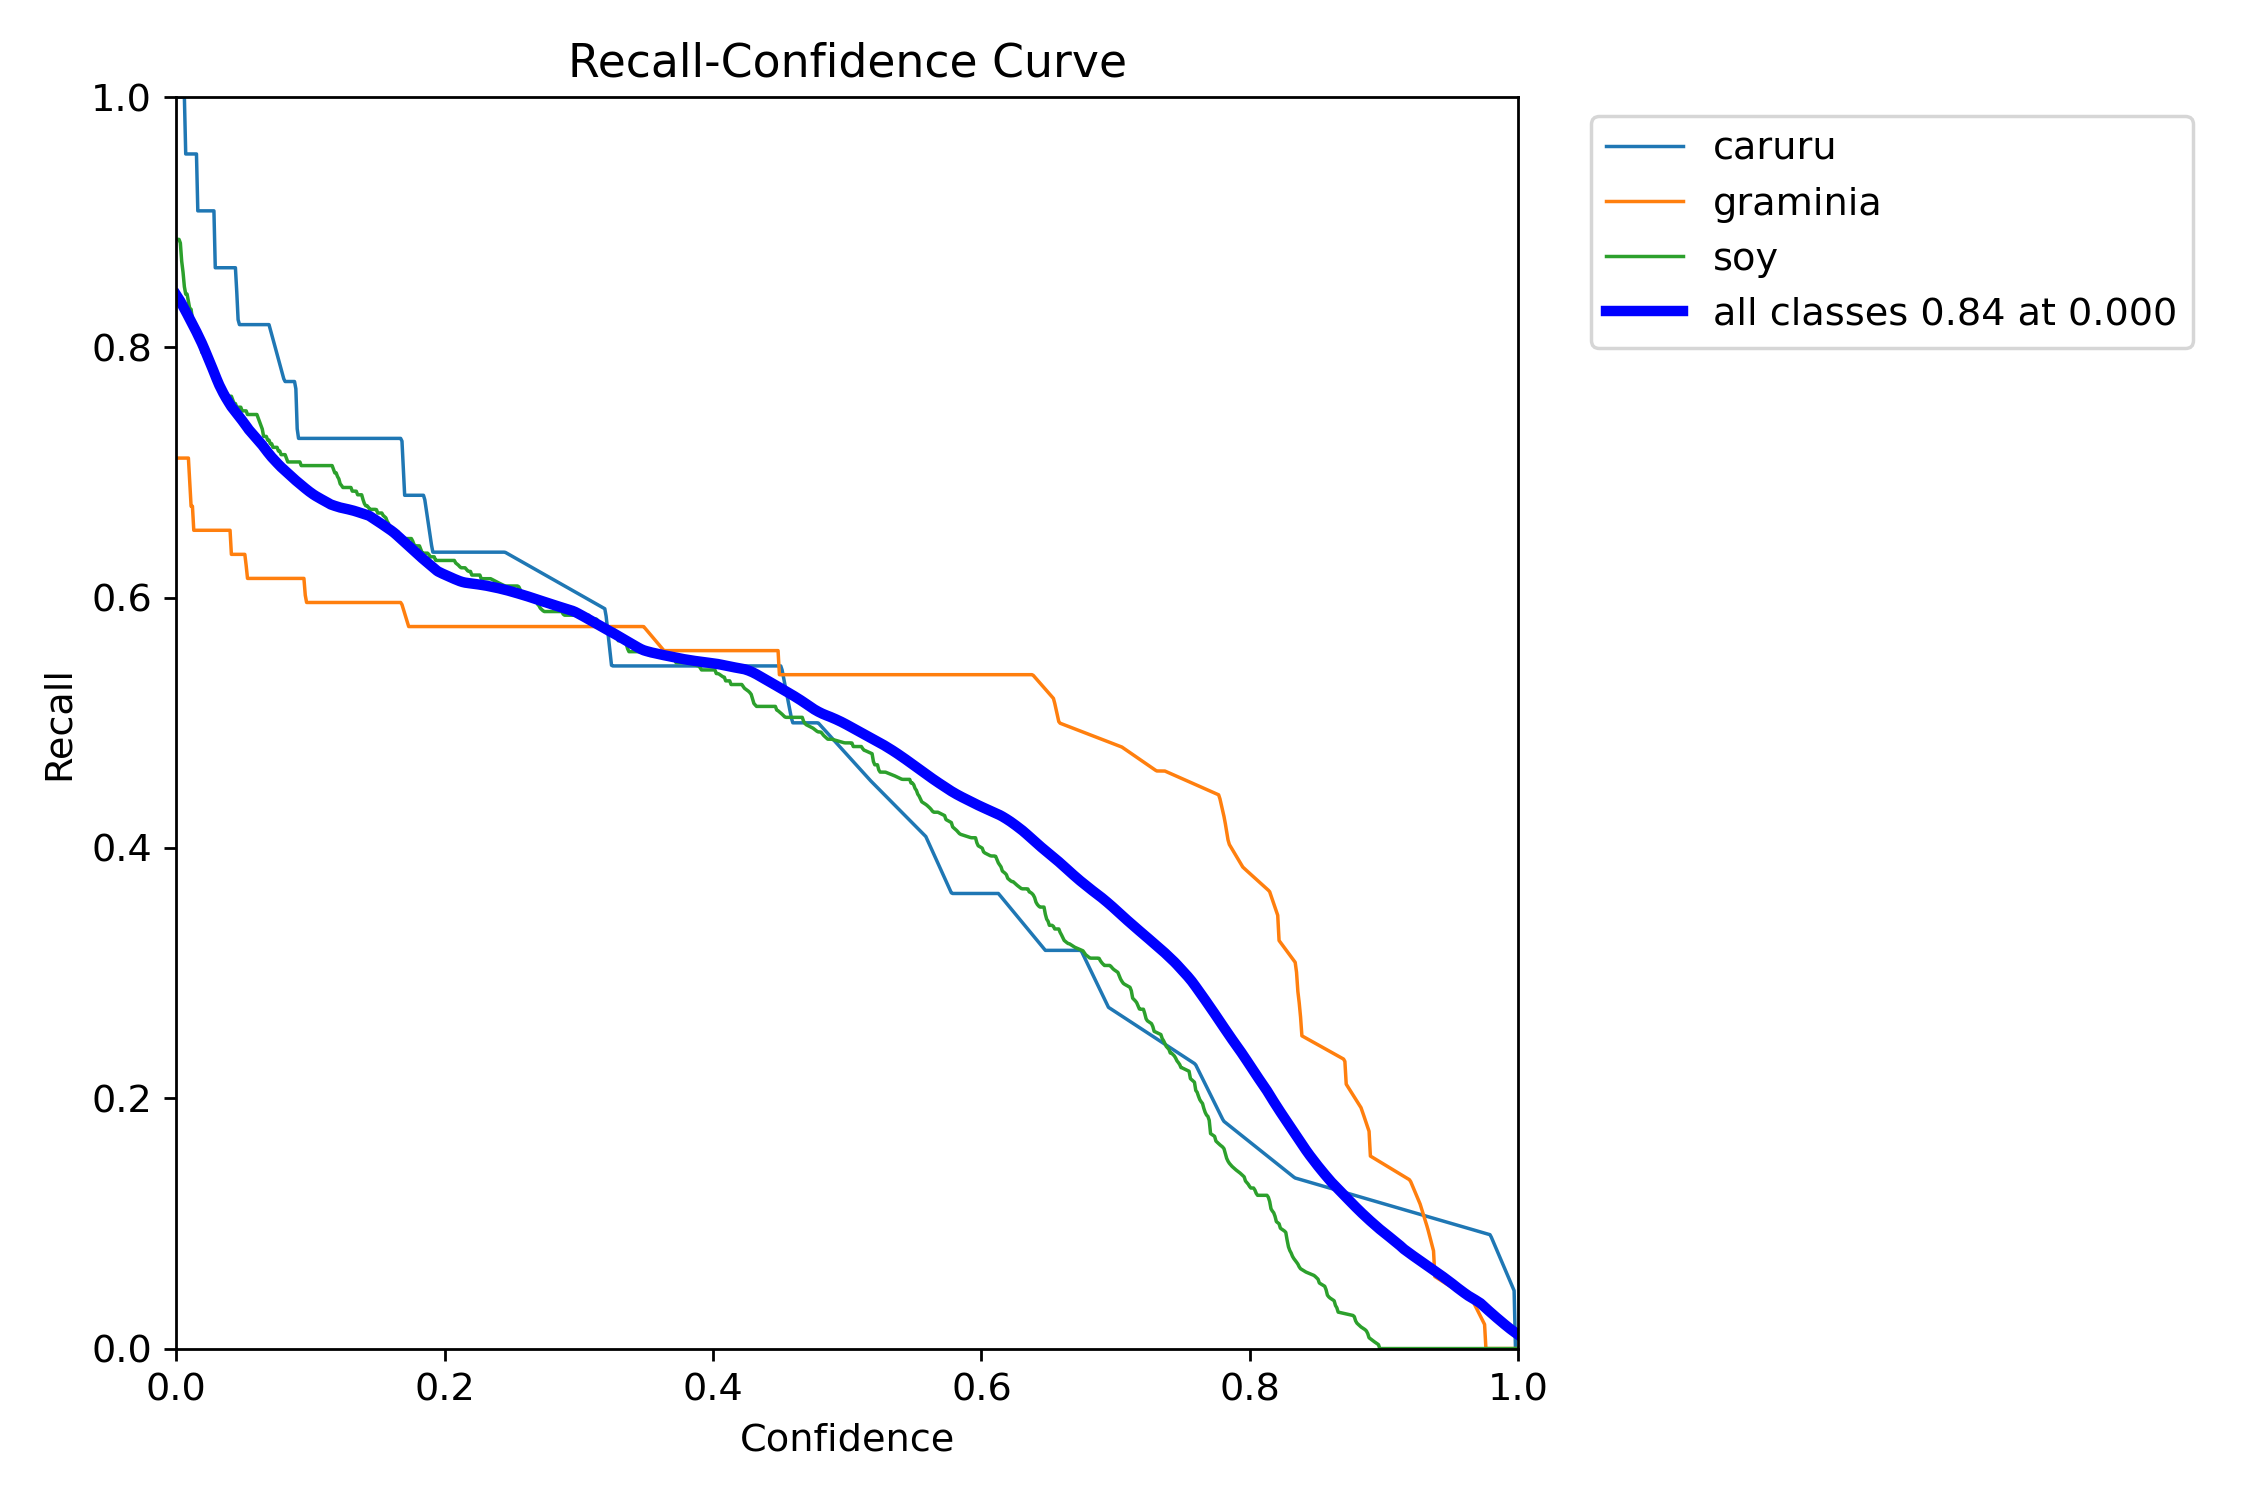 Recall-Confidence Curve
caruru
graminia
soy
all classes 0.84 at 0.000
Recall
1.0
0.8
0.6
0.4
0.2
0.0
0.0 0.2 0.4 0.6 0.8 1.0
Confidence